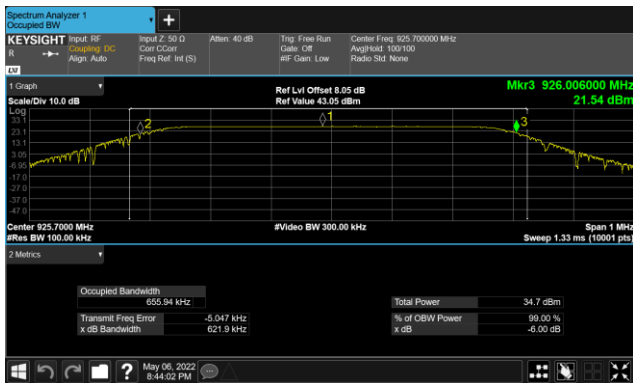 Spectrum Analyzer 1
Occupied BW
KEYSIGHT
R
LXI
Input: RF
Coupling: DC
Align: Auto
Input Z: 50 Ω
Corr CCorr
Freq Ref: Int (S)
Atten: 40 dB
Trig: Free Run
Gate: Off
#IF Gain: Low
Center Freq: 925.700000 MHz
Avg|Hold: 100/100
Radio Std: None
1 Graph
Scale/Div 10.0 dB
Ref Lvl Offset 8.05 dB
Ref Value 43.05 dBm
Mkr3 926.006000 MHz
21.54 dBm
Log
33.1
23.1
13.1
3.05
-6.95
-17.0
-27.0
-37.0
-47.0
2
1
3
Center 925.7000 MHz
#Res BW 100.00 kHz
#Video BW 300.00 kHz
Span 1 MHz
Sweep 1.33 ms (10001 pts)
2 Metrics
Occupied Bandwidth
655.94 kHz
Transmit Freq Error -5.047 kHz
x dB Bandwidth 621.9 kHz
Total Power 34.7 dBm
% of OBW Power 99.00 %
x dB -6.00 dB
May 06, 2022
8:44:02 PM